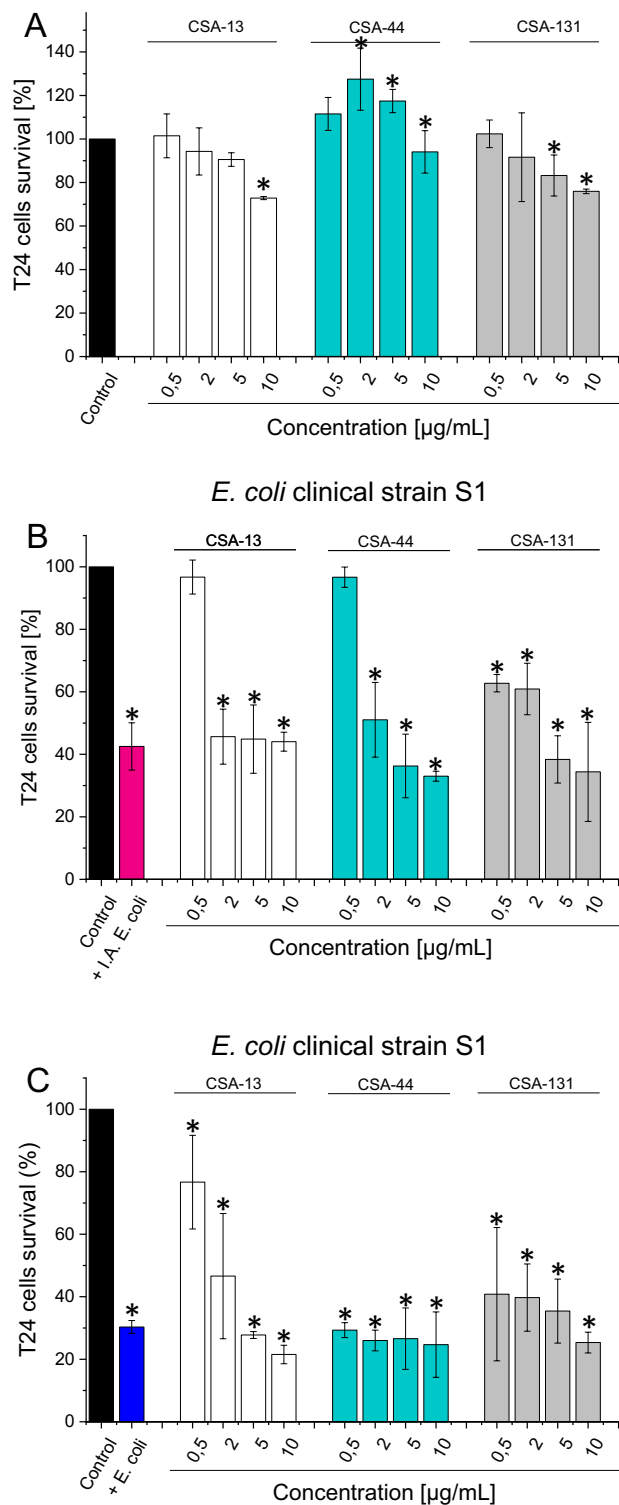 A
CSA-13 CSA-44 CSA-131
T24 cells survival [%]
140
120
100
80
60
40
20
0
* * * * * *
Control 0,5 2 5 10 0,5 2 5 10 0,5 2 5 10
Concentration [µg/mL]
E. coli clinical strain S1
B
CSA-13 CSA-44 CSA-131
T24 cells survival [%]
100
80
60
40
20
0
* * * * * * * * * * *
Control + I.A. E. coli 0,5 2 5 10 0,5 2 5 10 0,5 2 5 10
Concentration [µg/mL]
E. coli clinical strain S1
C
CSA-13 CSA-44 CSA-131
T24 cells survival (%)
100
80
60
40
20
0
* * * * * * * * * * * * *
Control + E. coli 0,5 2 5 10 0,5 2 5 10 0,5 2 5 10
Concentration [µg/mL]